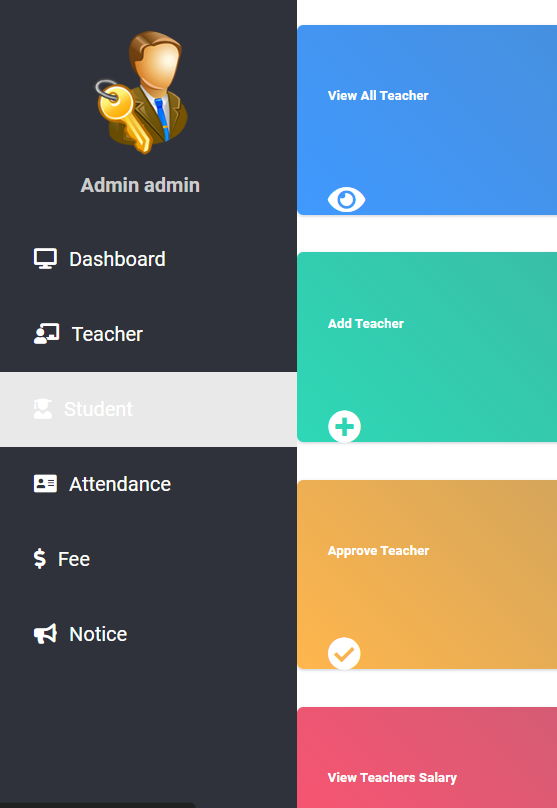 Admin admin
Dashboard
Teacher
Student
Attendance
Fee
Notice
View All Teacher
Add Teacher
Approve Teacher
View Teachers Salary